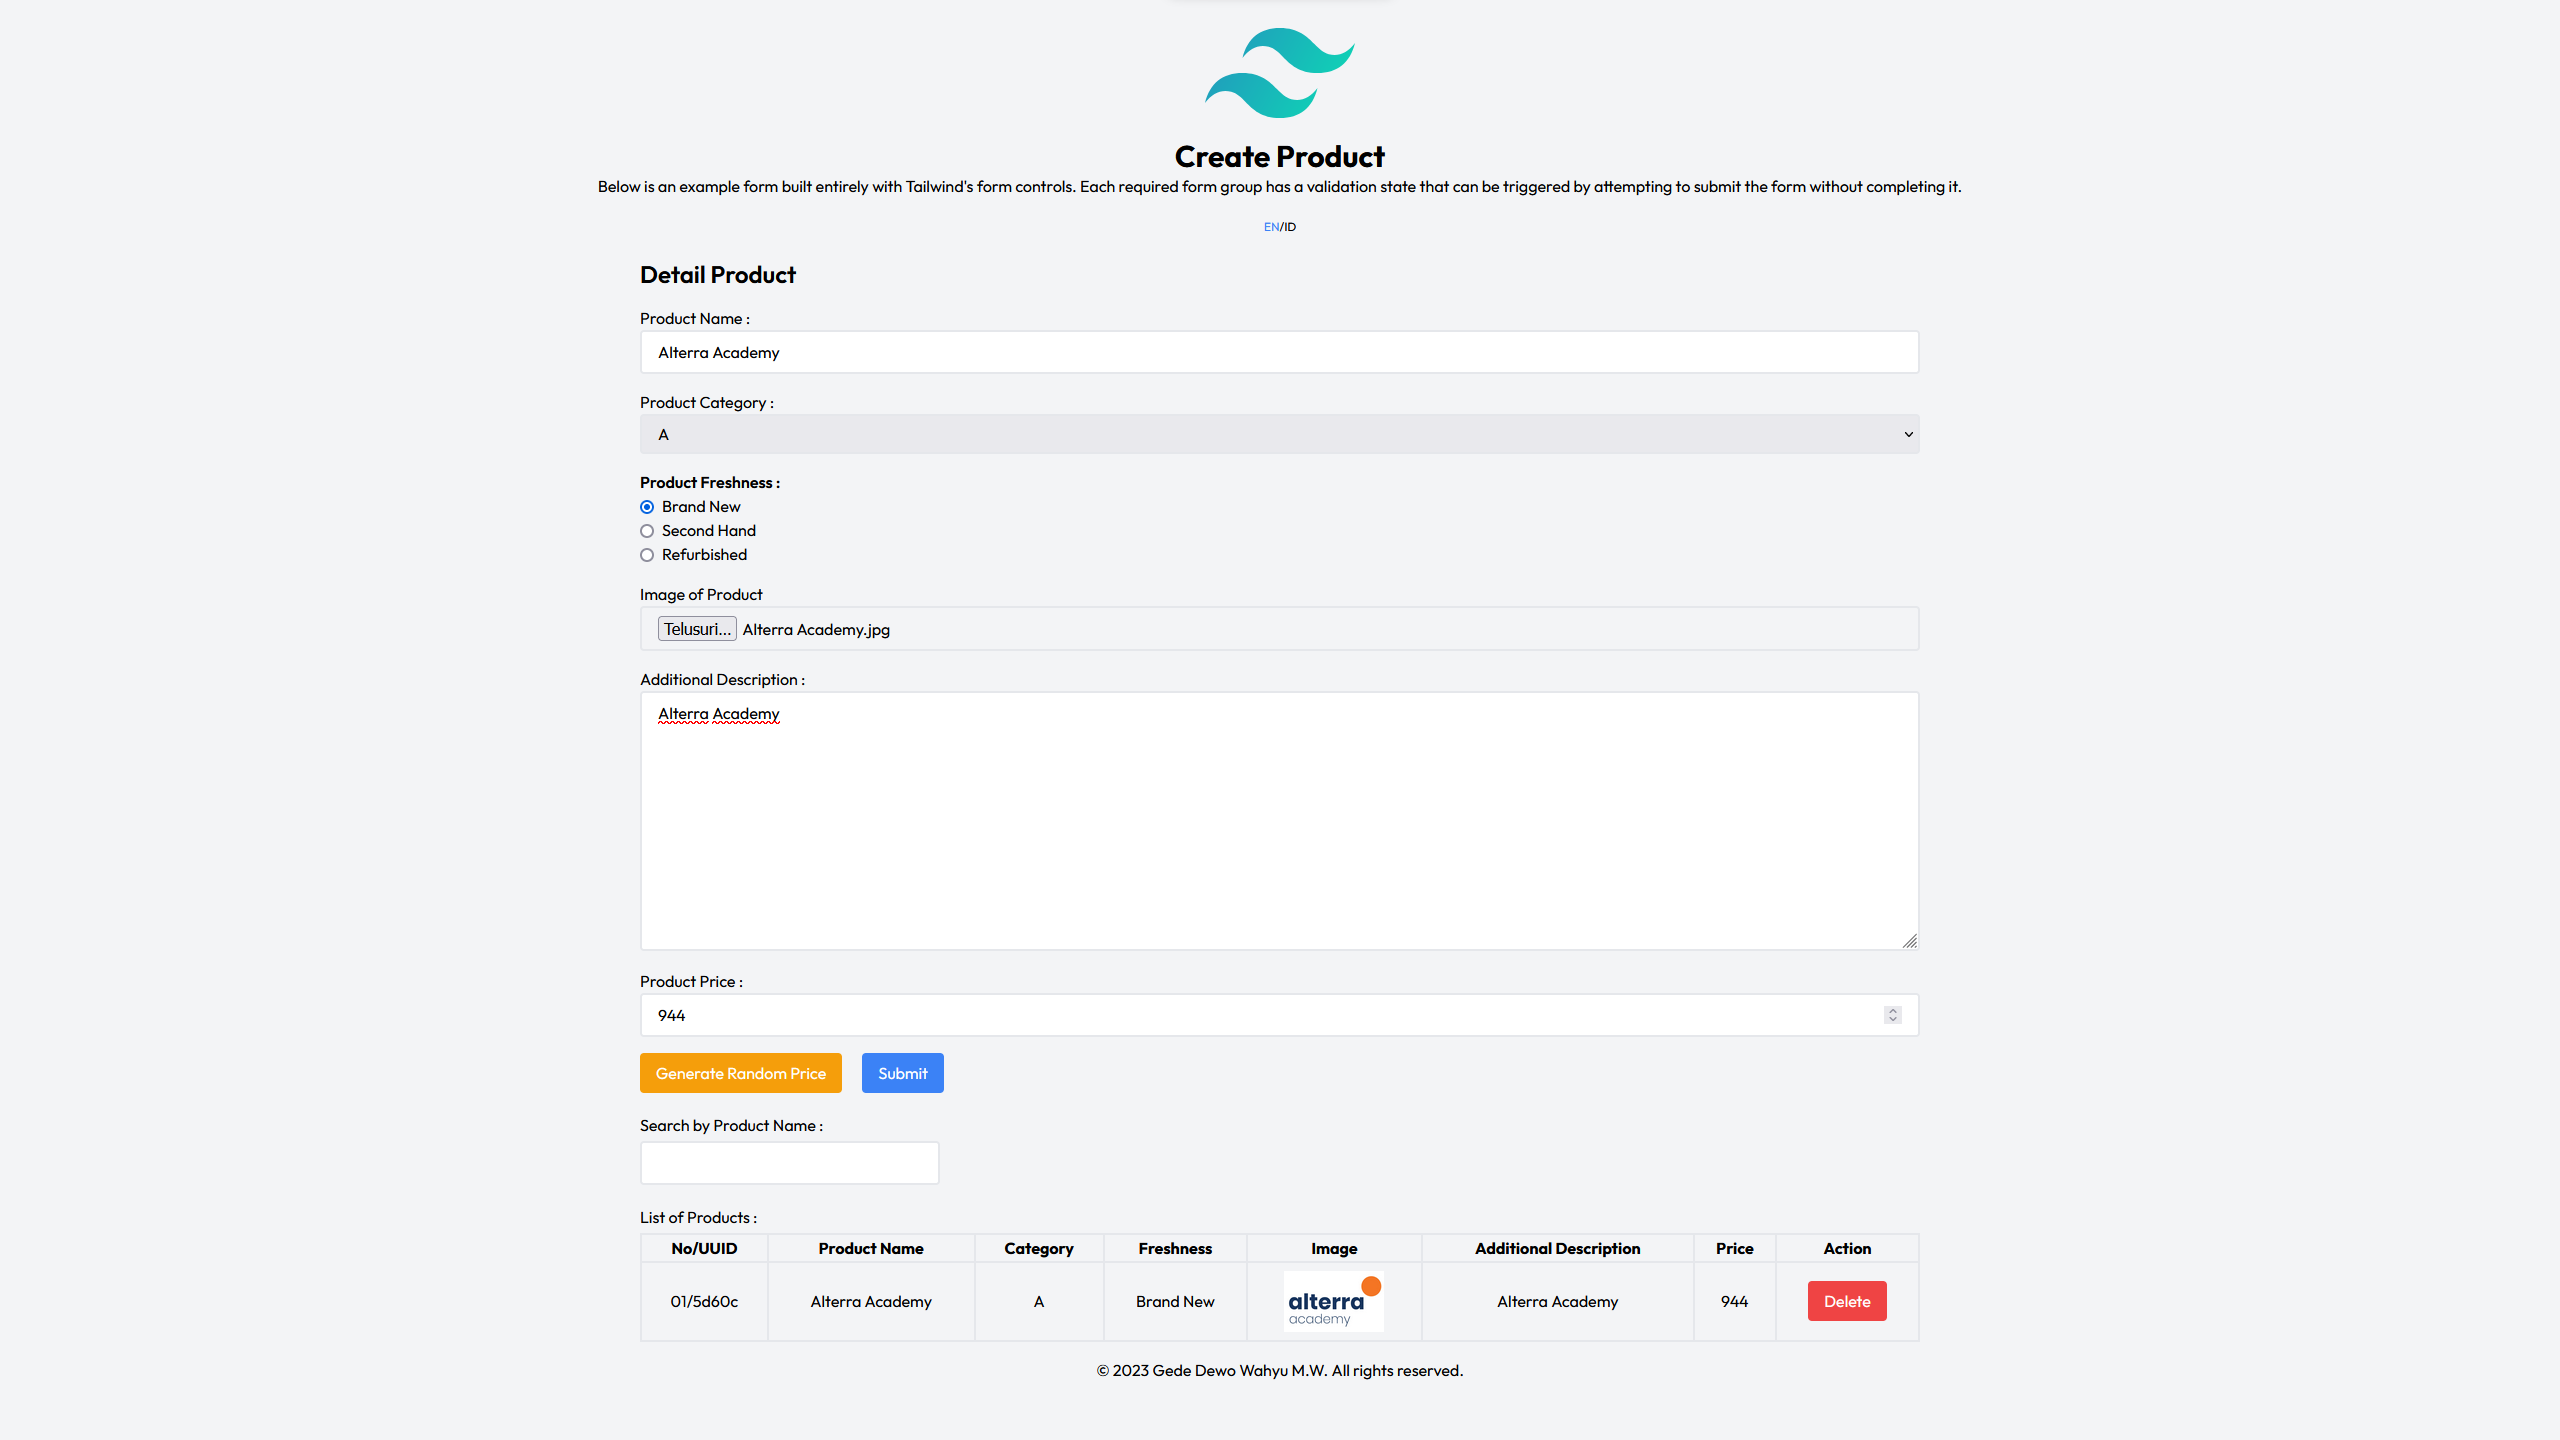 Create Product
Below is an example form built entirely with Tailwind's form controls. Each required form group has a validation state that can be triggered by attempting to submit the form without completing it.
EN/ID
Detail Product
Product Name :
Alterra Academy
Product Category :
A
Product Freshness :
Brand New
Second Hand
Refurbished
Image of Product
Telusuri... Alterra Academy.jpg
Additional Description :
Alterra Academy
Product Price :
944
Generate Random Price Submit
Search by Product Name :
List of Products :
No/UUID Product Name Category Freshness Image Additional Description Price Action
01/5d60c Alterra Academy A Brand New alterra academy Alterra Academy 944 Delete
© 2023 Gede Dewo Wahyu M.W. All rights reserved.